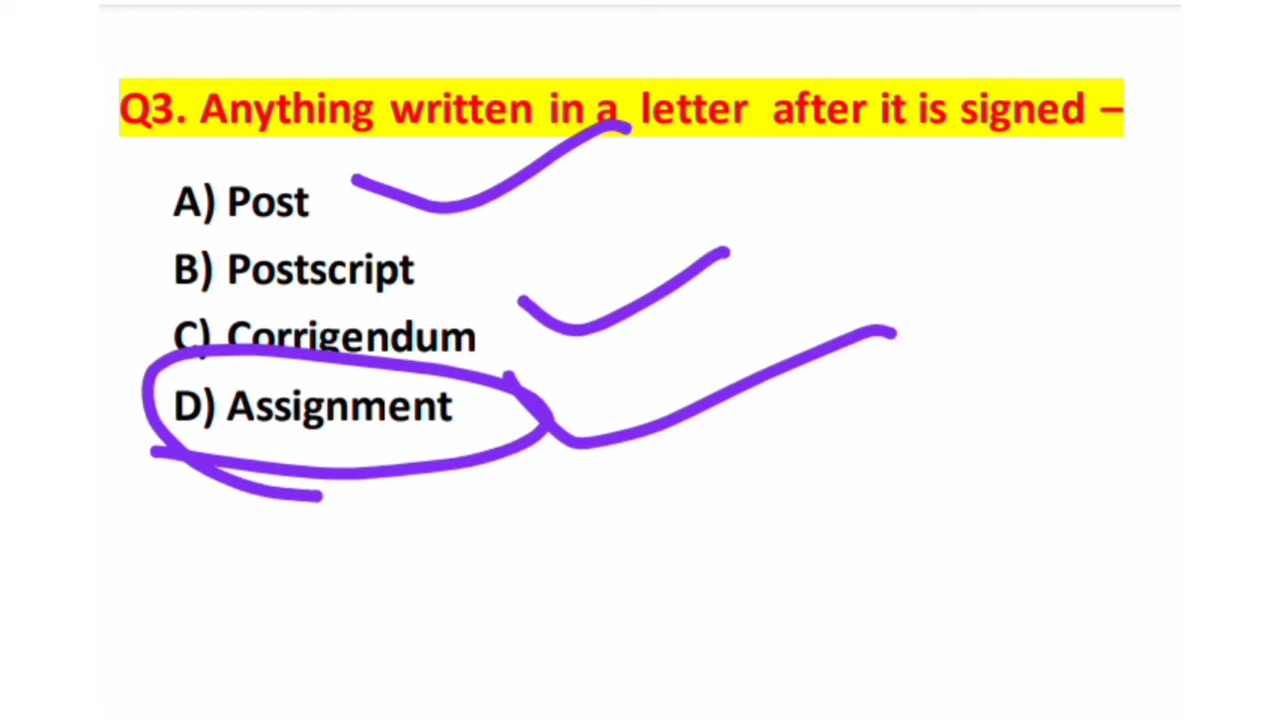 Q3. Anything written in a letter after it is signed –
A) Post
B) Postscript
C) Corrigendum
D) Assignment